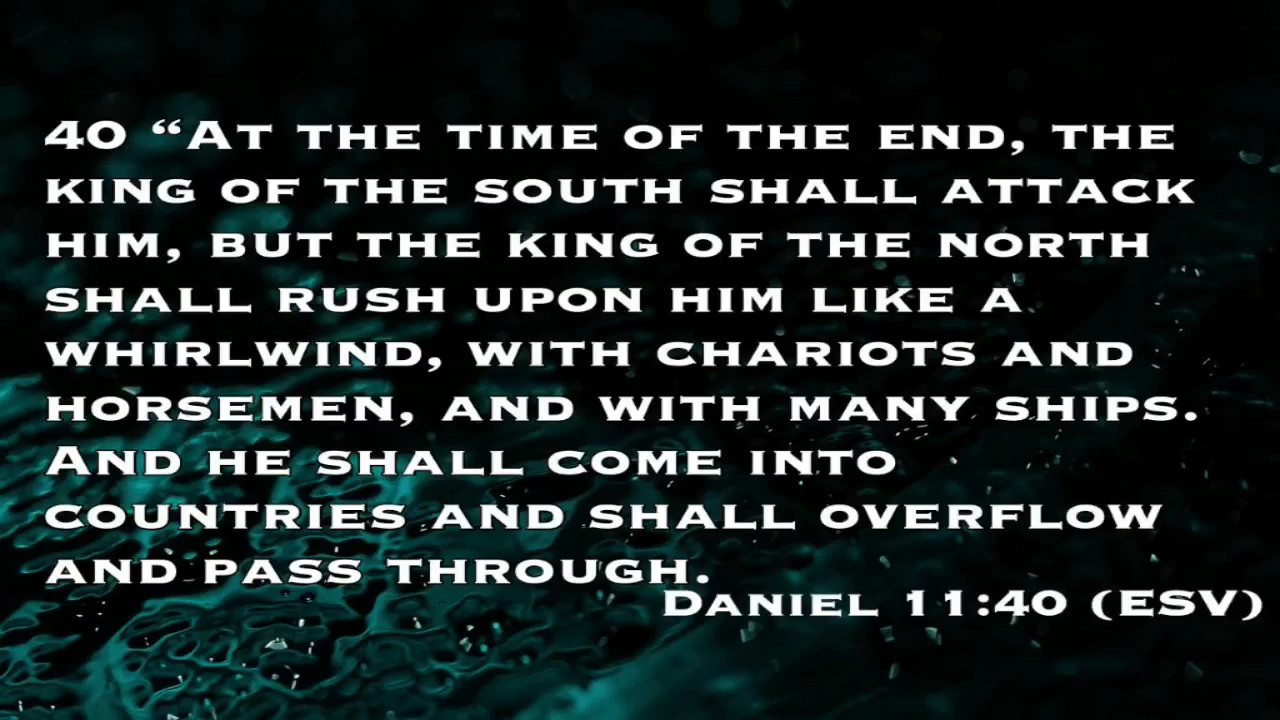 40 “At the time of the end, the
king of the south shall attack
him, but the king of the north
shall rush upon him like a
whirlwind, with chariots and
horsemen, and with many ships.
And he shall come into
countries and shall overflow
and pass through.
Daniel 11:40 (ESV)